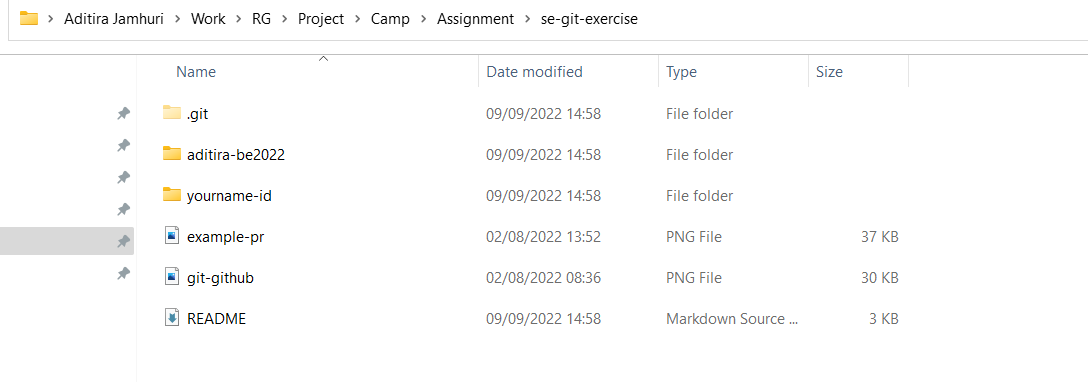 Aditira Jamhuri > Work > RG > Project > Camp > Assignment > se-git-exercise
Name Date modified Type Size
.git 09/09/2022 14:58 File folder
aditira-be2022 09/09/2022 14:58 File folder
yourname-id 09/09/2022 14:58 File folder
example-pr 02/08/2022 13:52 PNG File 37 KB
git-github 02/08/2022 08:36 PNG File 30 KB
README 09/09/2022 14:58 Markdown Source ... 3 KB